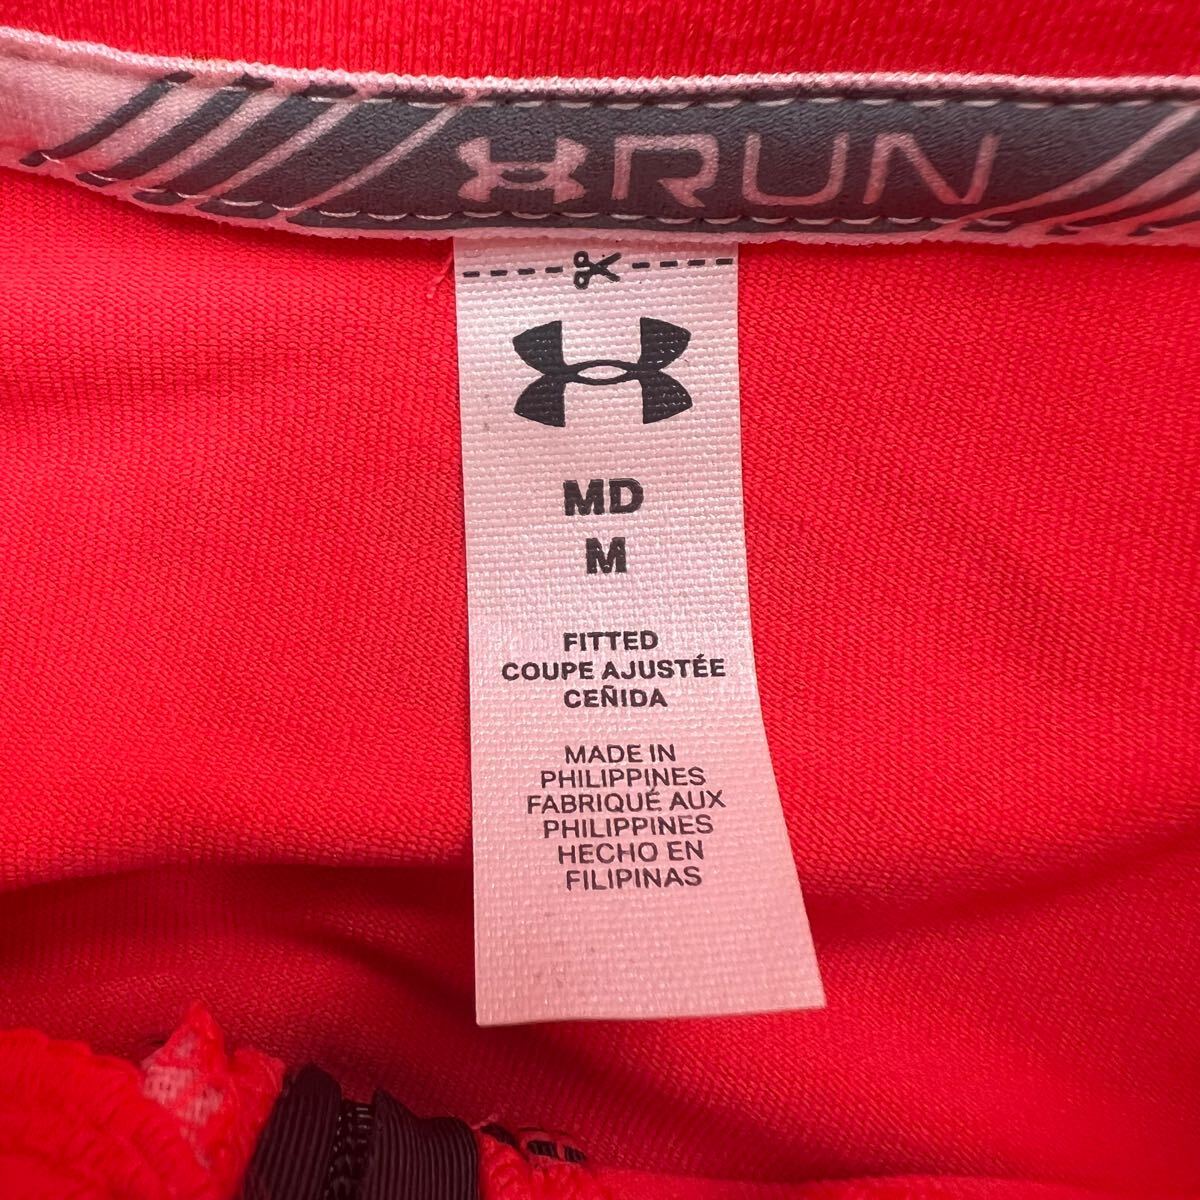 RUN
MD
M
FITTED
COUPE AJUSTÉE
CEÑIDA
MADE IN
PHILIPPINES
FABRIQUÉ AUX
PHILIPPINES
HECHO EN
FILIPINAS